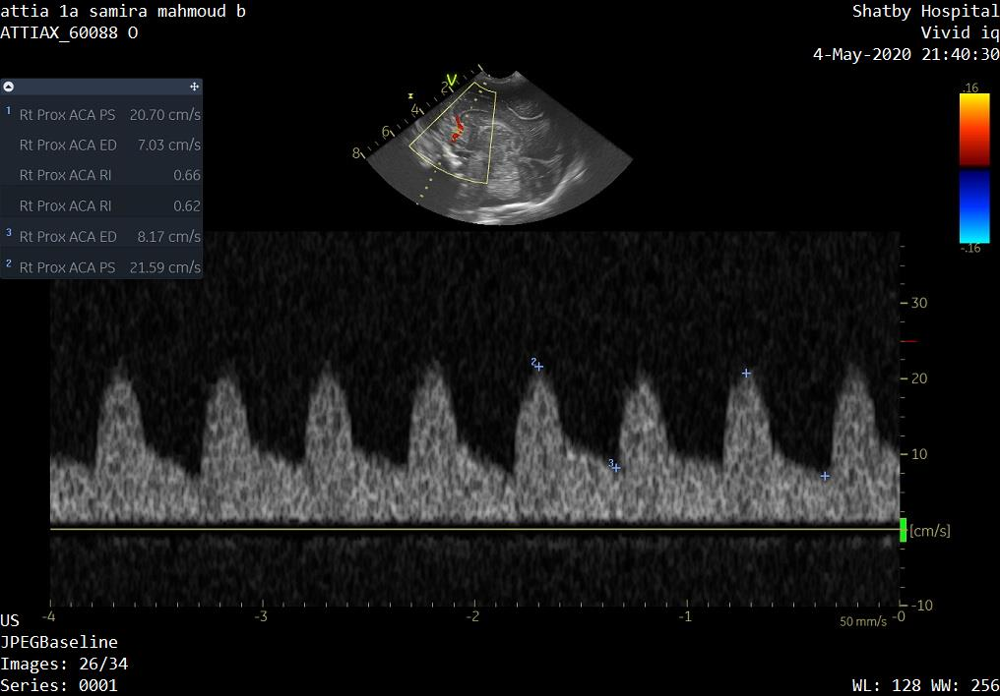 attia 1a samira mahmoud b
ATTIAX_60088 O
Shatby Hospital
Vivid iq
4-May-2020 21:40:30
1 Rt Prox ACA PS 20.70 cm/s
Rt Prox ACA ED 7.03 cm/s
Rt Prox ACA RI 0.66
Rt Prox ACA RI 0.62
3 Rt Prox ACA ED 8.17 cm/s
2 Rt Prox ACA PS 21.59 cm/s
V
2
4
6
8
.16
-.16
30
20
10
[cm/s]
-10
2
3
-4 -3 -2 -1 -0
50 mm/s
US
JPEGBaseline
Images: 26/34
Series: 0001
WL: 128 WW: 256